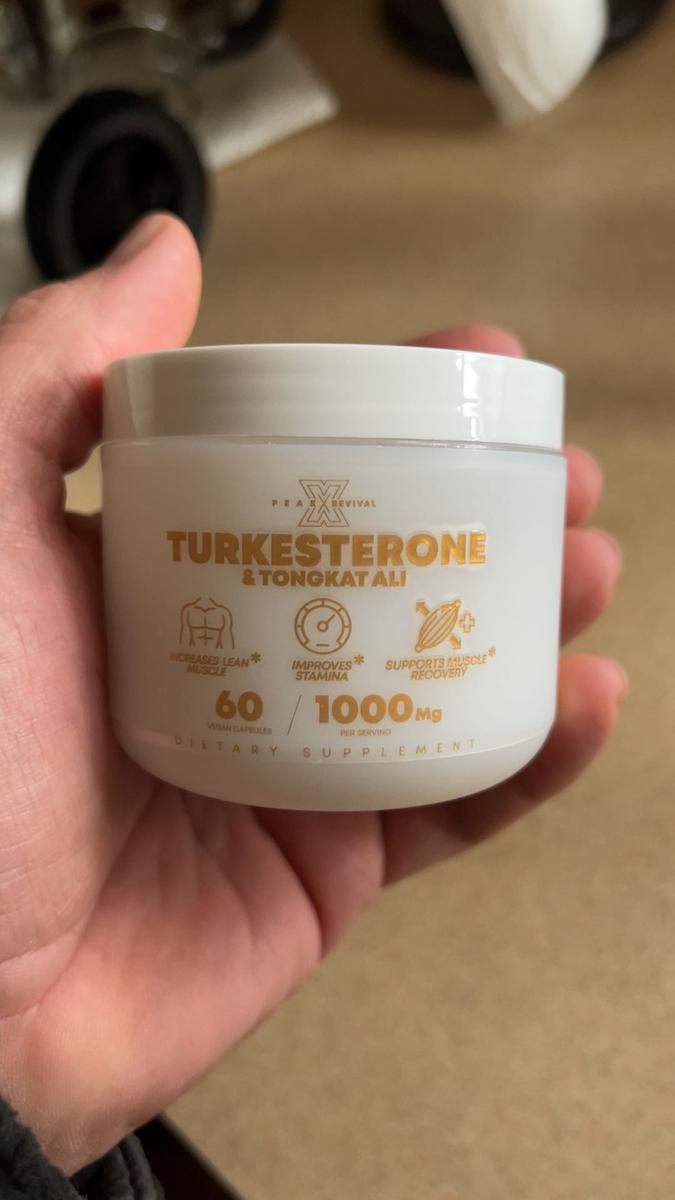 PEAK REVIVAL
TURKESTERONE
& TONGKAT ALI
INCREASES LEAN*
MUSCLE
IMPROVES*
STAMINA
SUPPORTS MUSCLE*
RECOVERY
60
VEGAN CAPSULES
/
1000Mg
PER SERVING
DIETARY SUPPLEMENT